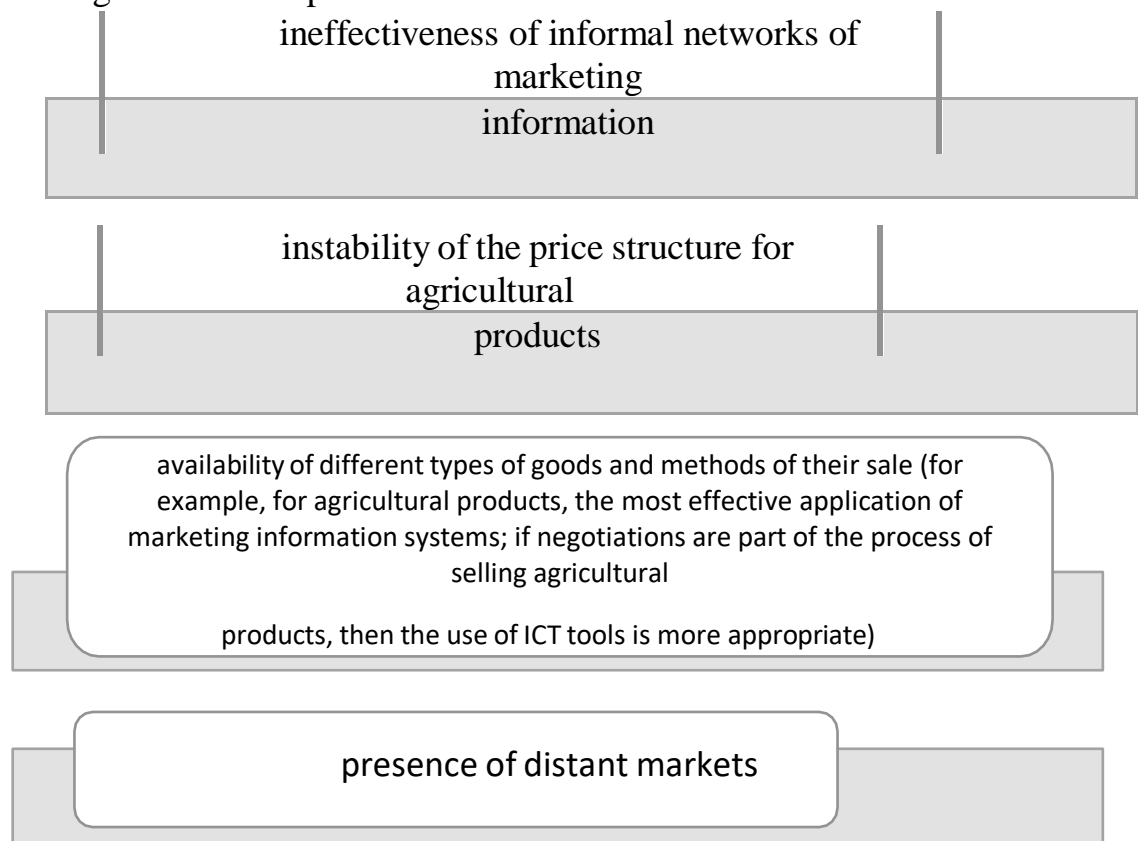 ineffectiveness of informal networks of
marketing
information
instability of the price structure for
agricultural
products
availability of different types of goods and methods of their sale (for
example, for agricultural products, the most effective application of
marketing information systems; if negotiations are part of the process of
selling agricultural
products, then the use of ICT tools is more appropriate)
presence of distant markets